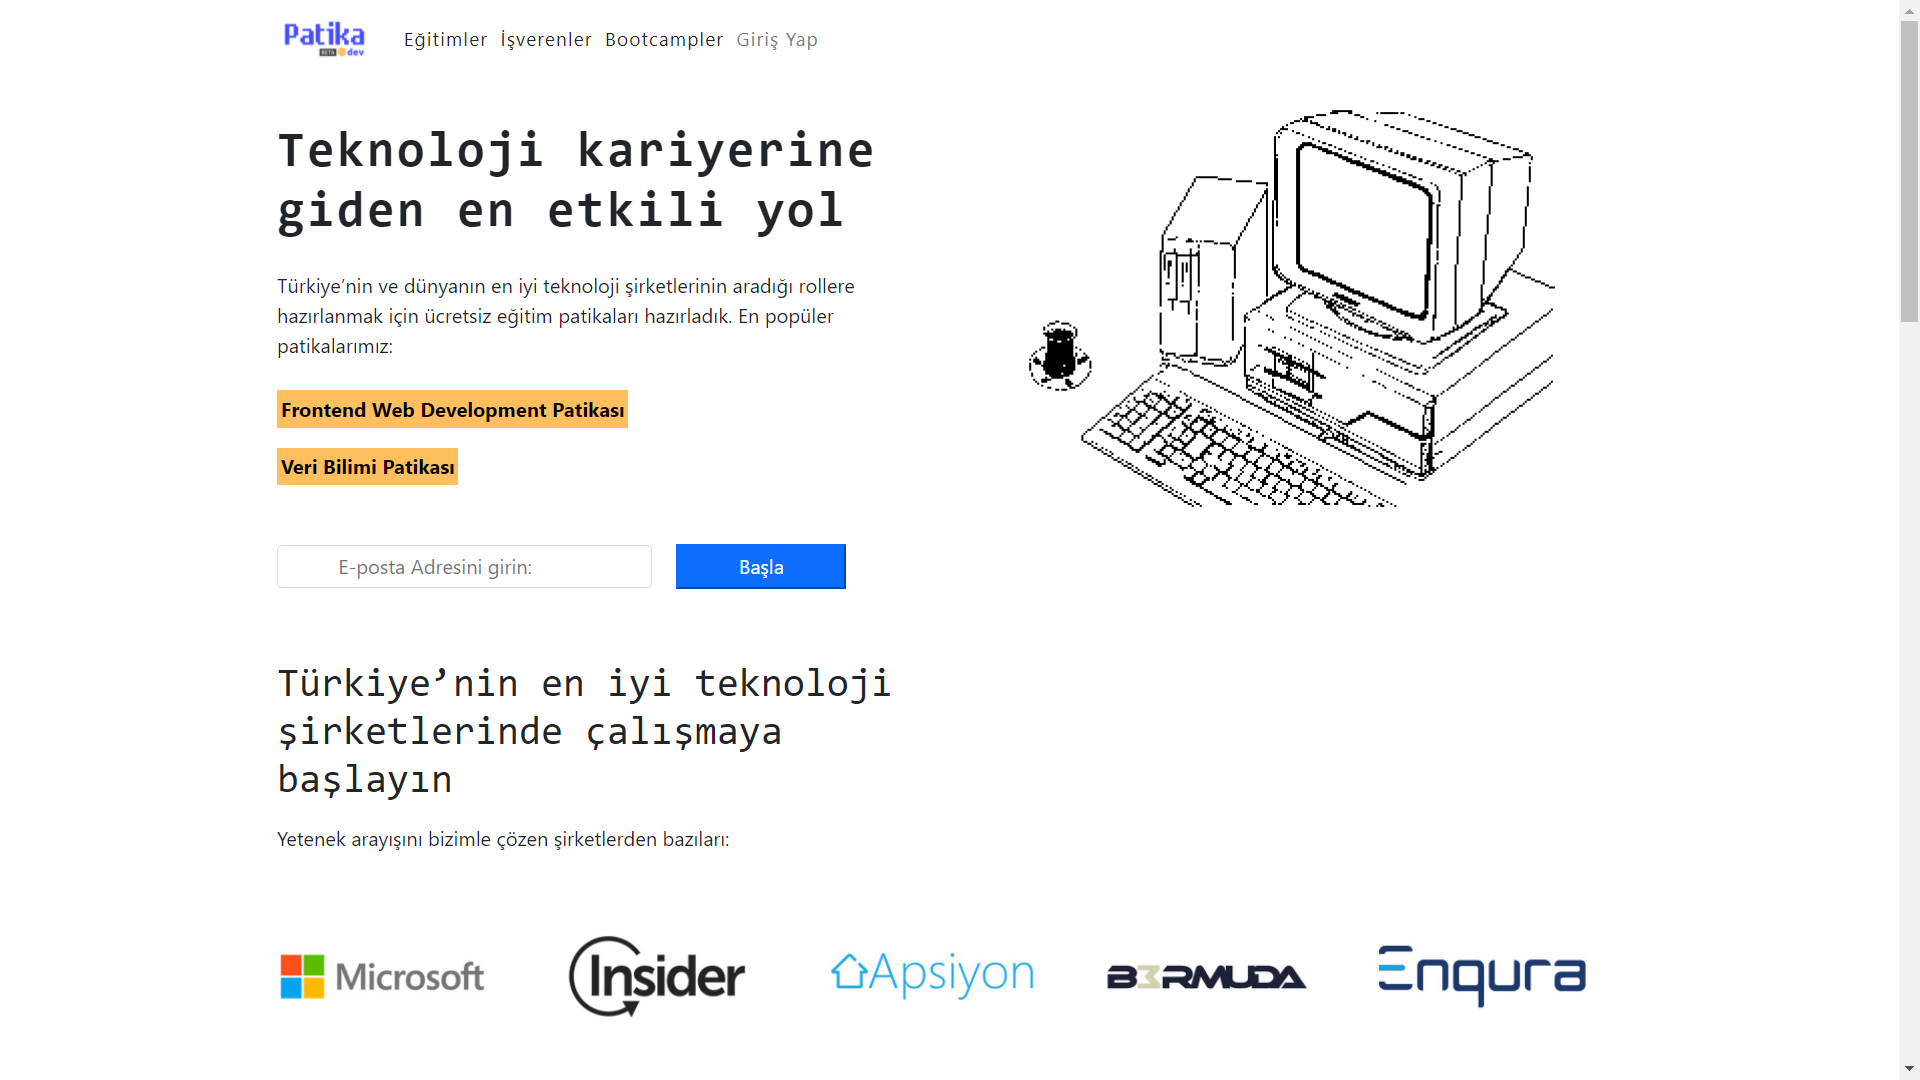 Patika
BETA dev
Eğitimler İşverenler Bootcampler Giriş Yap
Teknoloji kariyerine
giden en etkili yol
Türkiye’nin ve dünyanın en iyi teknoloji şirketlerinin aradığı rollere
hazırlanmak için ücretsiz eğitim patikaları hazırladık. En popüler
patikalarımız:
Frontend Web Development Patikası
Veri Bilimi Patikası
E-posta Adresini girin:
Başla
Türkiye’nin en iyi teknoloji
şirketlerinde çalışmaya
başlayın
Yetenek arayışını bizimle çözen şirketlerden bazıları:
Microsoft Insider Apsiyon B3RMUDA Enqura